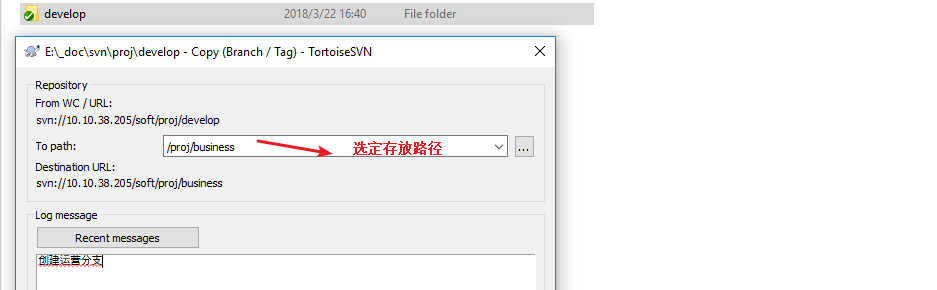 develop 2018/3/22 16:40 File folder
E:\_doc\svn\proj\develop - Copy (Branch / Tag) - TortoiseSVN
Repository
From WC / URL:
svn://10.10.38.205/soft/proj/develop
To path: /proj/business 选定存放路径 ...
Destination URL:
svn://10.10.38.205/soft/proj/business
Log message
Recent messages
创建运营分支